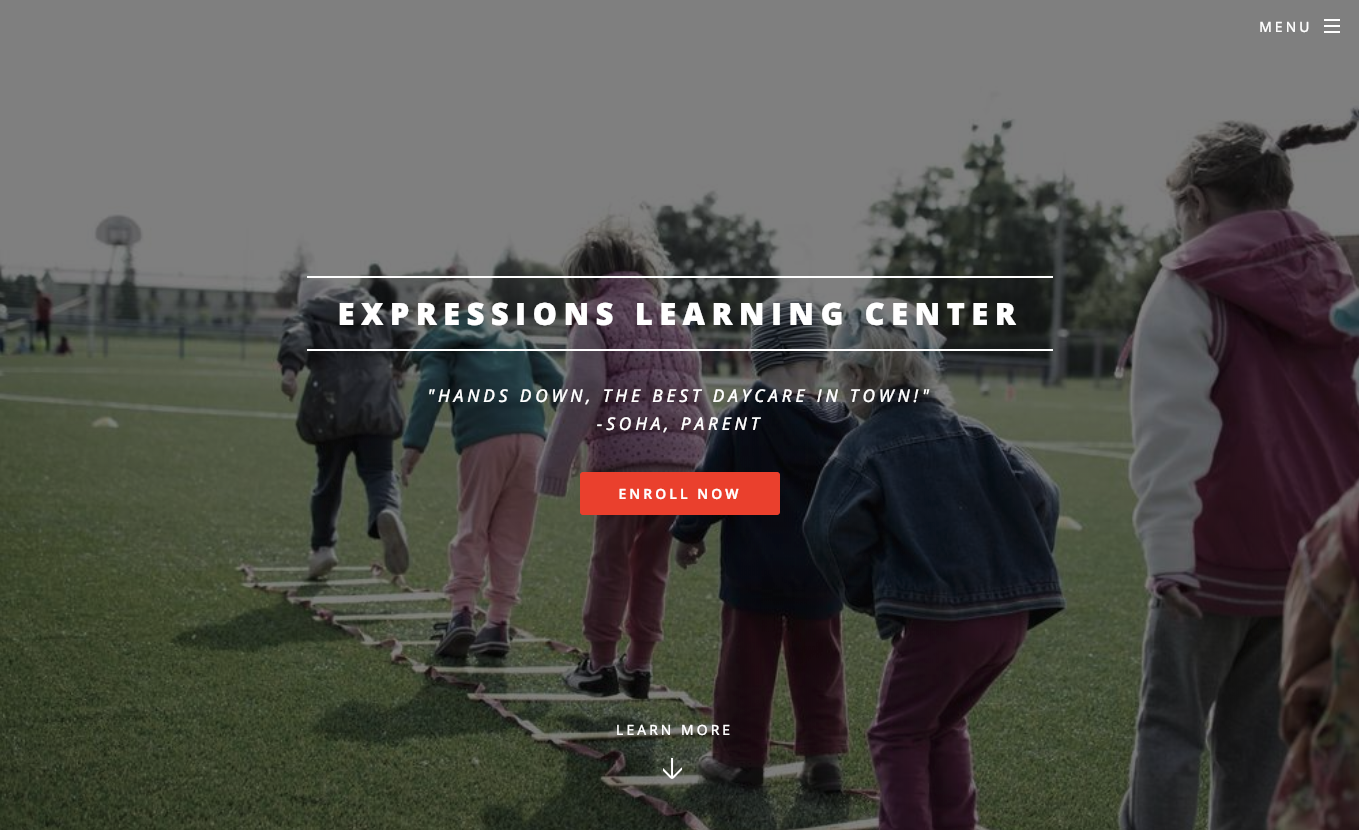 MENU
EXPRESSIONS LEARNING CENTER
"HANDS DOWN, THE BEST DAYCARE IN TOWN!"
-SOHA, PARENT
ENROLL NOW
LEARN MORE